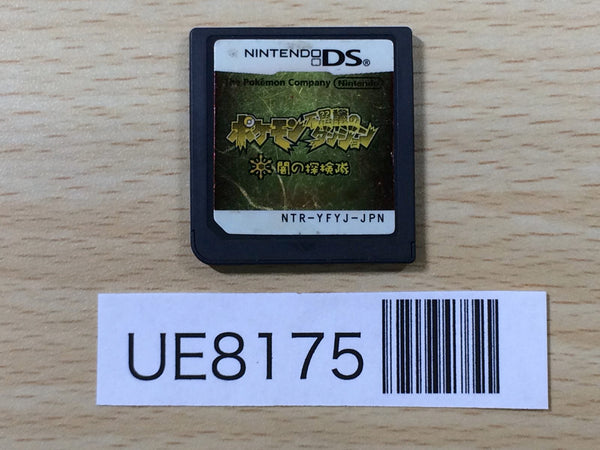 NINTENDO DS®
The Pokémon Company Nintendo
ポケモン不思議のダンジョン
闇の探検隊
NTR-YFYJ-JPN
UE8175